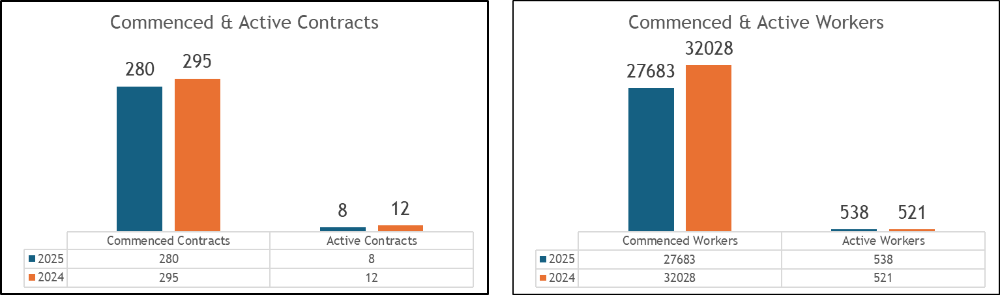 Commenced & Active Contracts
280
295
8
12
Commenced Contracts Active Contracts
2025 280 8
2024 295 12
Commenced & Active Workers
27683
32028
538
521
Commenced Workers Active Workers
2025 27683 538
2024 32028 521